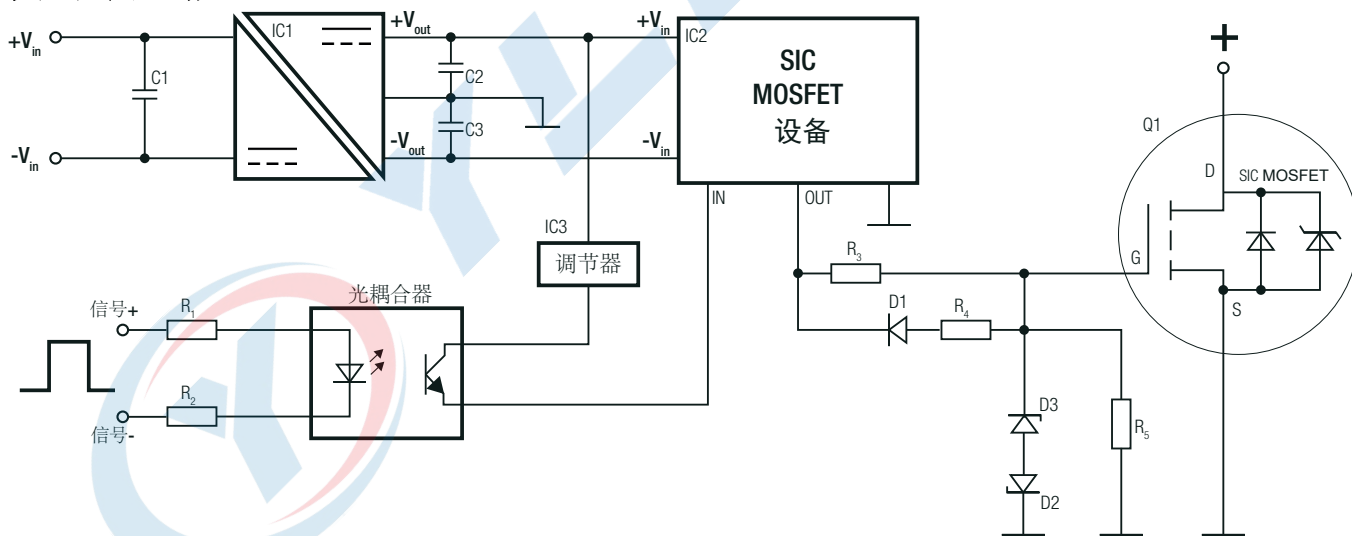 +Vin
-Vin
C1
IC1
+Vout
-Vout
C2
C3
+Vin
-Vin
IC2
SIC
MOSFET
设备
IN
OUT
IC3
调节器
光耦合器
信号+
信号-
R1
R2
R3
D1
R4
D3
D2
R5
+
Q1
D
SIC MOSFET
G
S